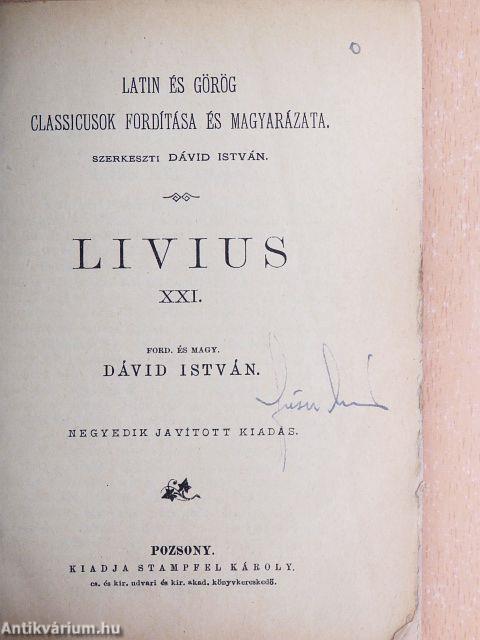 LATIN ÉS GÖRÖG
CLASSICUSOK FORDÍTÁSA ÉS MAGYARÁZATA.
SZERKESZTI DÁVID ISTVÁN.
LIVIUS
XXI.
FORD. ÉS MAGY.
DÁVID ISTVÁN.
NEGYEDIK JAVÍTOTT KIADÁS.
POZSONY.
KIADJA STAMPFEL KÁROLY,
cs. és kir. udvari és kir. akad. könyvkereskedő.
Antikvárium.hu